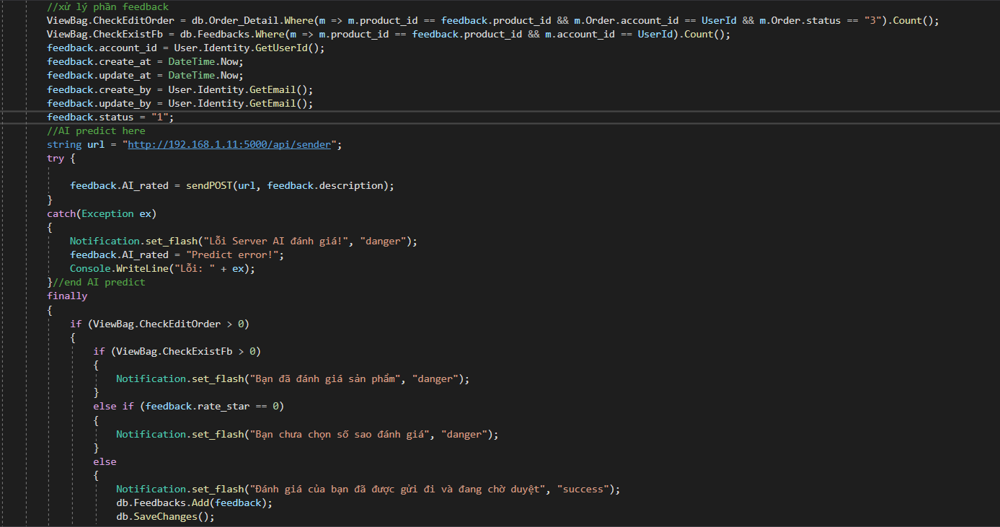 //xử lý phần feedback
ViewBag.CheckEditOrder = db.Order_Detail.Where(m => m.product_id == feedback.product_id && m.Order.account_id == UserId && m.Order.status == "3").Count();
ViewBag.CheckExistFb = db.Feedbacks.Where(m => m.product_id == feedback.product_id && m.account_id == UserId).Count();
feedback.account_id = User.Identity.GetUserId();
feedback.create_at = DateTime.Now;
feedback.update_at = DateTime.Now;
feedback.create_by = User.Identity.GetEmail();
feedback.update_by = User.Identity.GetEmail();
feedback.status = "1";
//AI predict here
string url = "http://192.168.1.11:5000/api/sender";
try {
feedback.AI_rated = sendPOST(url, feedback.description);
}
catch(Exception ex)
{
Notification.set_flash("Lỗi Server AI đánh giá!", "danger");
feedback.AI_rated = "Predict error!";
Console.WriteLine("Lỗi: " + ex);
}//end AI predict
finally
{
if (ViewBag.CheckEditOrder > 0)
{
if (ViewBag.CheckExistFb > 0)
{
Notification.set_flash("Bạn đã đánh giá sản phẩm", "danger");
}
else if (feedback.rate_star == 0)
{
Notification.set_flash("Bạn chưa chọn số sao đánh giá", "danger");
}
else
{
Notification.set_flash("Đánh giá của bạn đã được gửi đi và đang chờ duyệt", "success");
db.Feedbacks.Add(feedback);
db.SaveChanges();